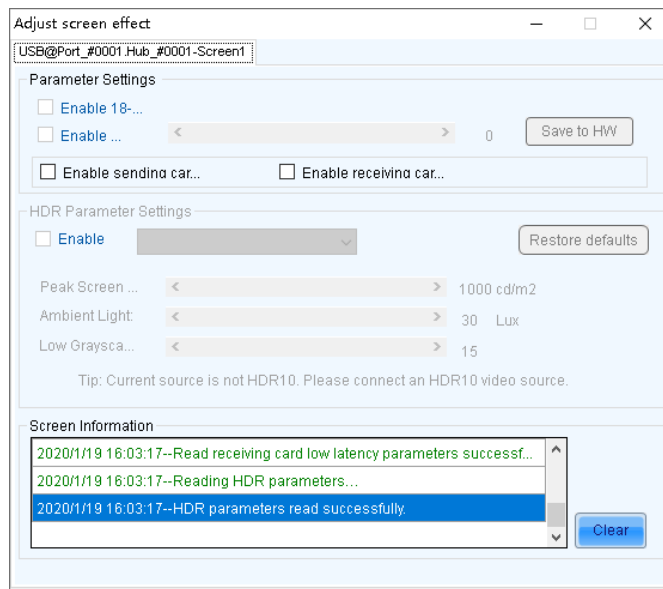 Adjust screen effect
USB@Port_#0001.Hub_#0001-Screen1
Parameter Settings
Enable 18-...
Enable ... 0 Save to HW
Enable sending car... Enable receiving car...
HDR Parameter Settings
Enable Restore defaults
Peak Screen ... 1000 cd/m2
Ambient Light: 30 Lux
Low Graysca... 15
Tip: Current source is not HDR10. Please connect an HDR10 video source.
Screen Information
2020/1/19 16:03:17--Read receiving card low latency parameters successf...
2020/1/19 16:03:17--Reading HDR parameters...
2020/1/19 16:03:17--HDR parameters read successfully.
Clear